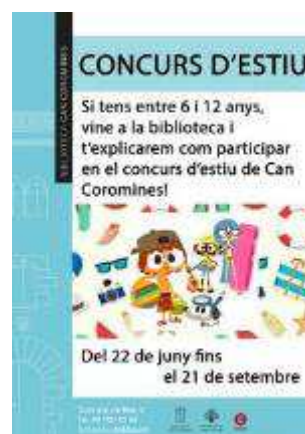 BIBLIOTECA CAN COROMINES
CONCURS D'ESTIU
Si tens entre 6 i 12 anys,
vine a la biblioteca i
t'explicarem com participar
en el concurs d'estiu de Can
Coromines!
Del 22 de juny fins
el 21 de setembre